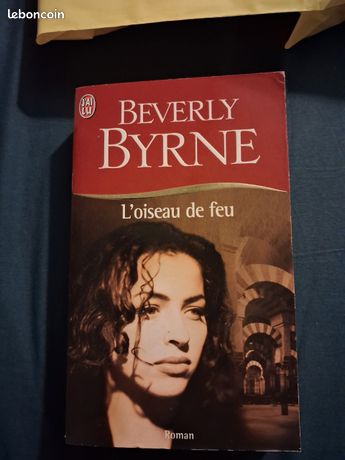 leboncoin
J'AI
LU
BEVERLY
BYRNE
L'oiseau de feu
Roman